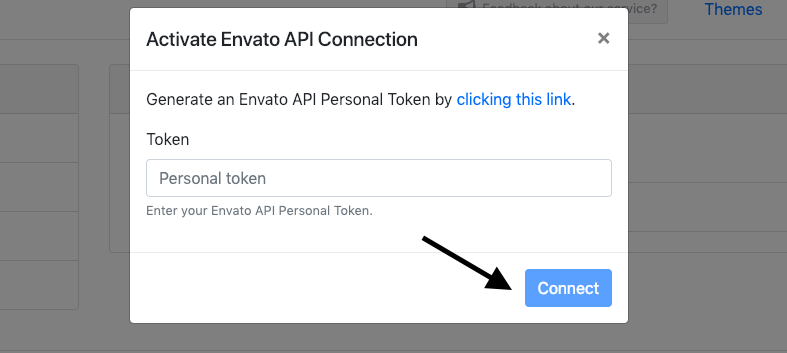 Feedback about our service?
Themes
Activate Envato API Connection
×
Generate an Envato API Personal Token by clicking this link.
Token
Personal token
Enter your Envato API Personal Token.
Connect